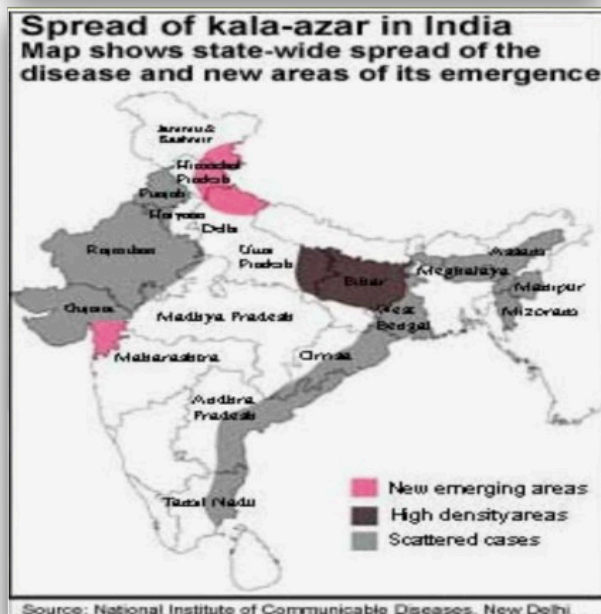 Spread of kala-azar in India
Map shows state-wide spread of the
disease and new areas of its emergence
Jammu &
Kashmir
Himachal
Pradesh
Punjab
Haryana
Delhi
Rajasthan
Uttar
Pradesh
Bihar
Assam
Meghalaya
Manipur
Mizoram
West
Bengal
Gujarat
Madhya Pradesh
Maharashtra
Orissa
Andhra
Pradesh
Tamil Nadu
New emerging areas
High density areas
Scattered cases
Source: National Institute of Communicable Diseases, New Delhi